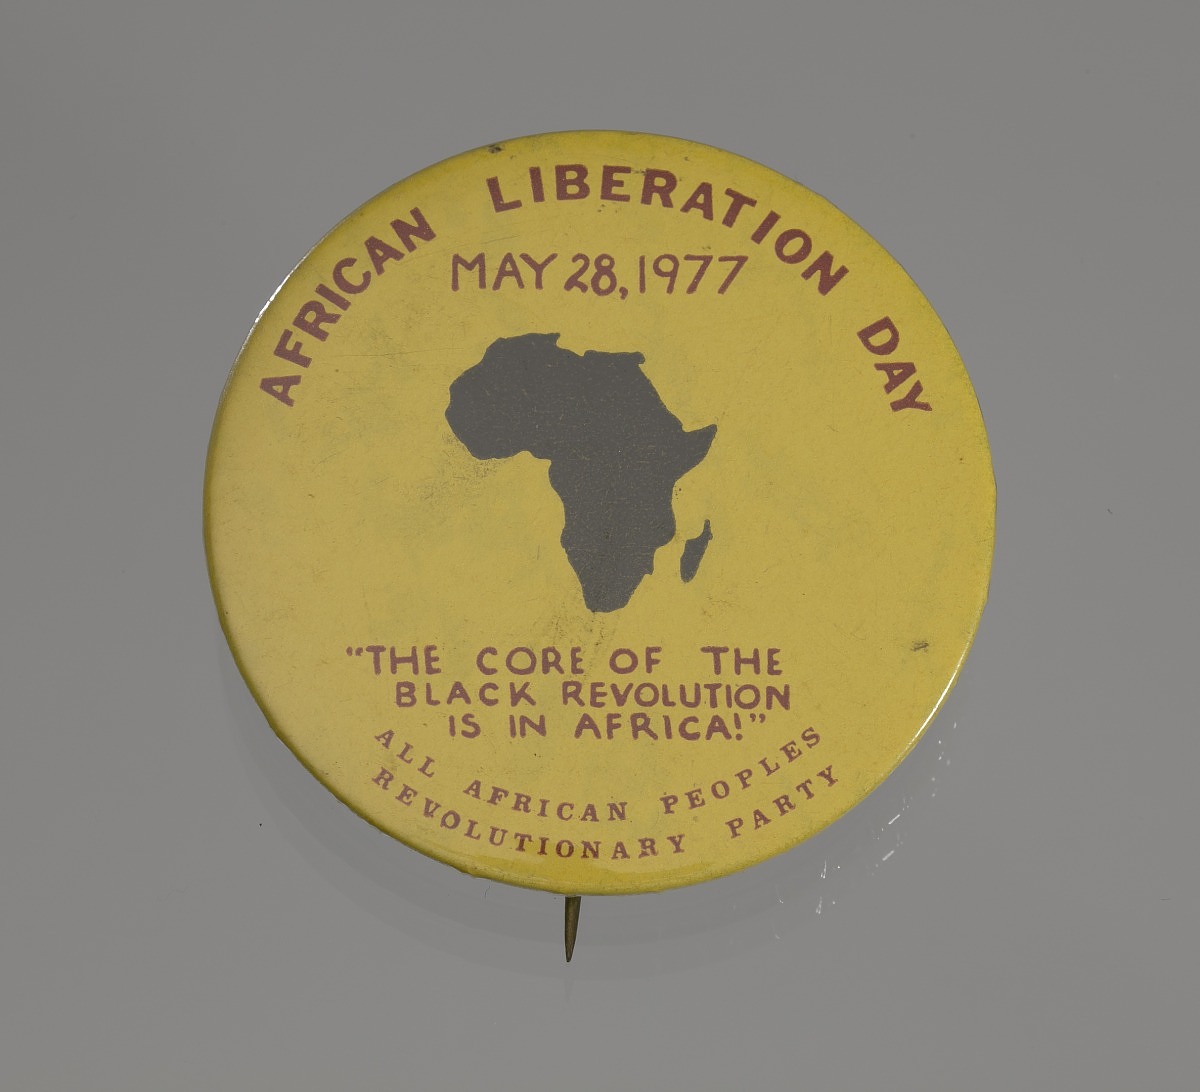 AFRICAN LIBERATION DAY
MAY 28, 1977
“THE CORE OF THE
BLACK REVOLUTION
IS IN AFRICA!”
ALL AFRICAN PEOPLES
REVOLUTIONARY PARTY